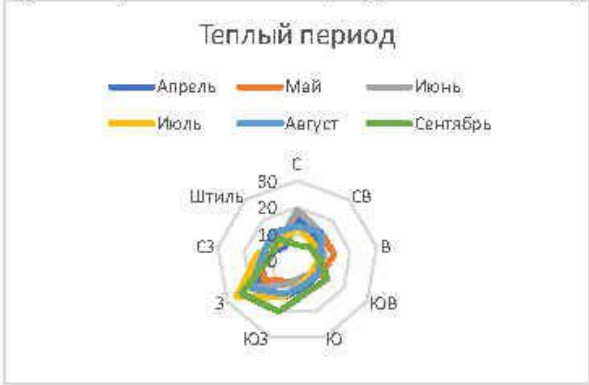 Теплый период
Апрель Май Июнь
Июль Август Сентябрь
С
30
Штиль СВ
20
10
СЗ В
0
З ЮВ
ЮЗ Ю